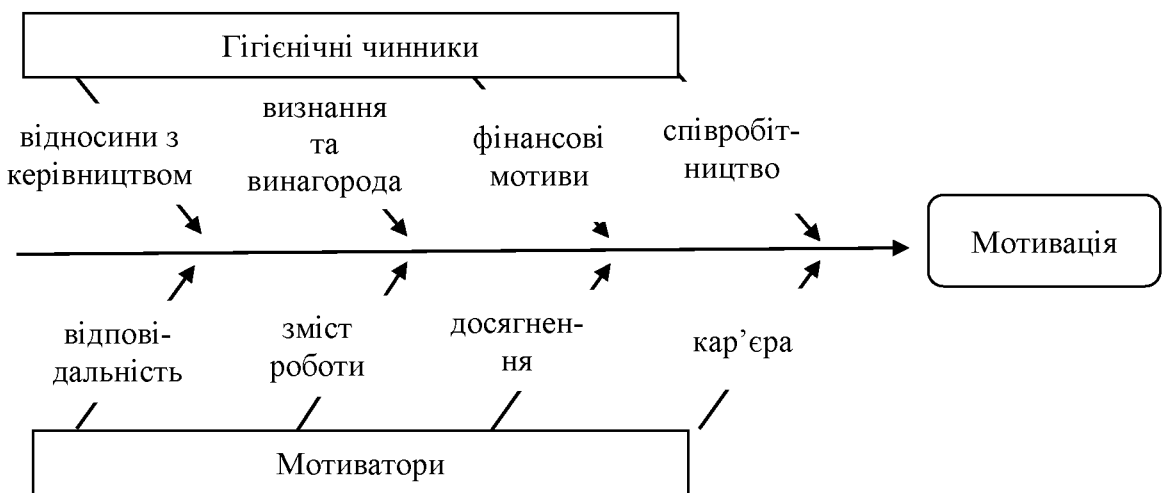 Гігієнічні чинники
відносини з
керівництвом
визнання
та
винагорода
фінансові
мотиви
співробіт-
ництво
Мотивація
відпові-
дальність
зміст
роботи
досягнен-
ня
кар’єра
Мотиватори